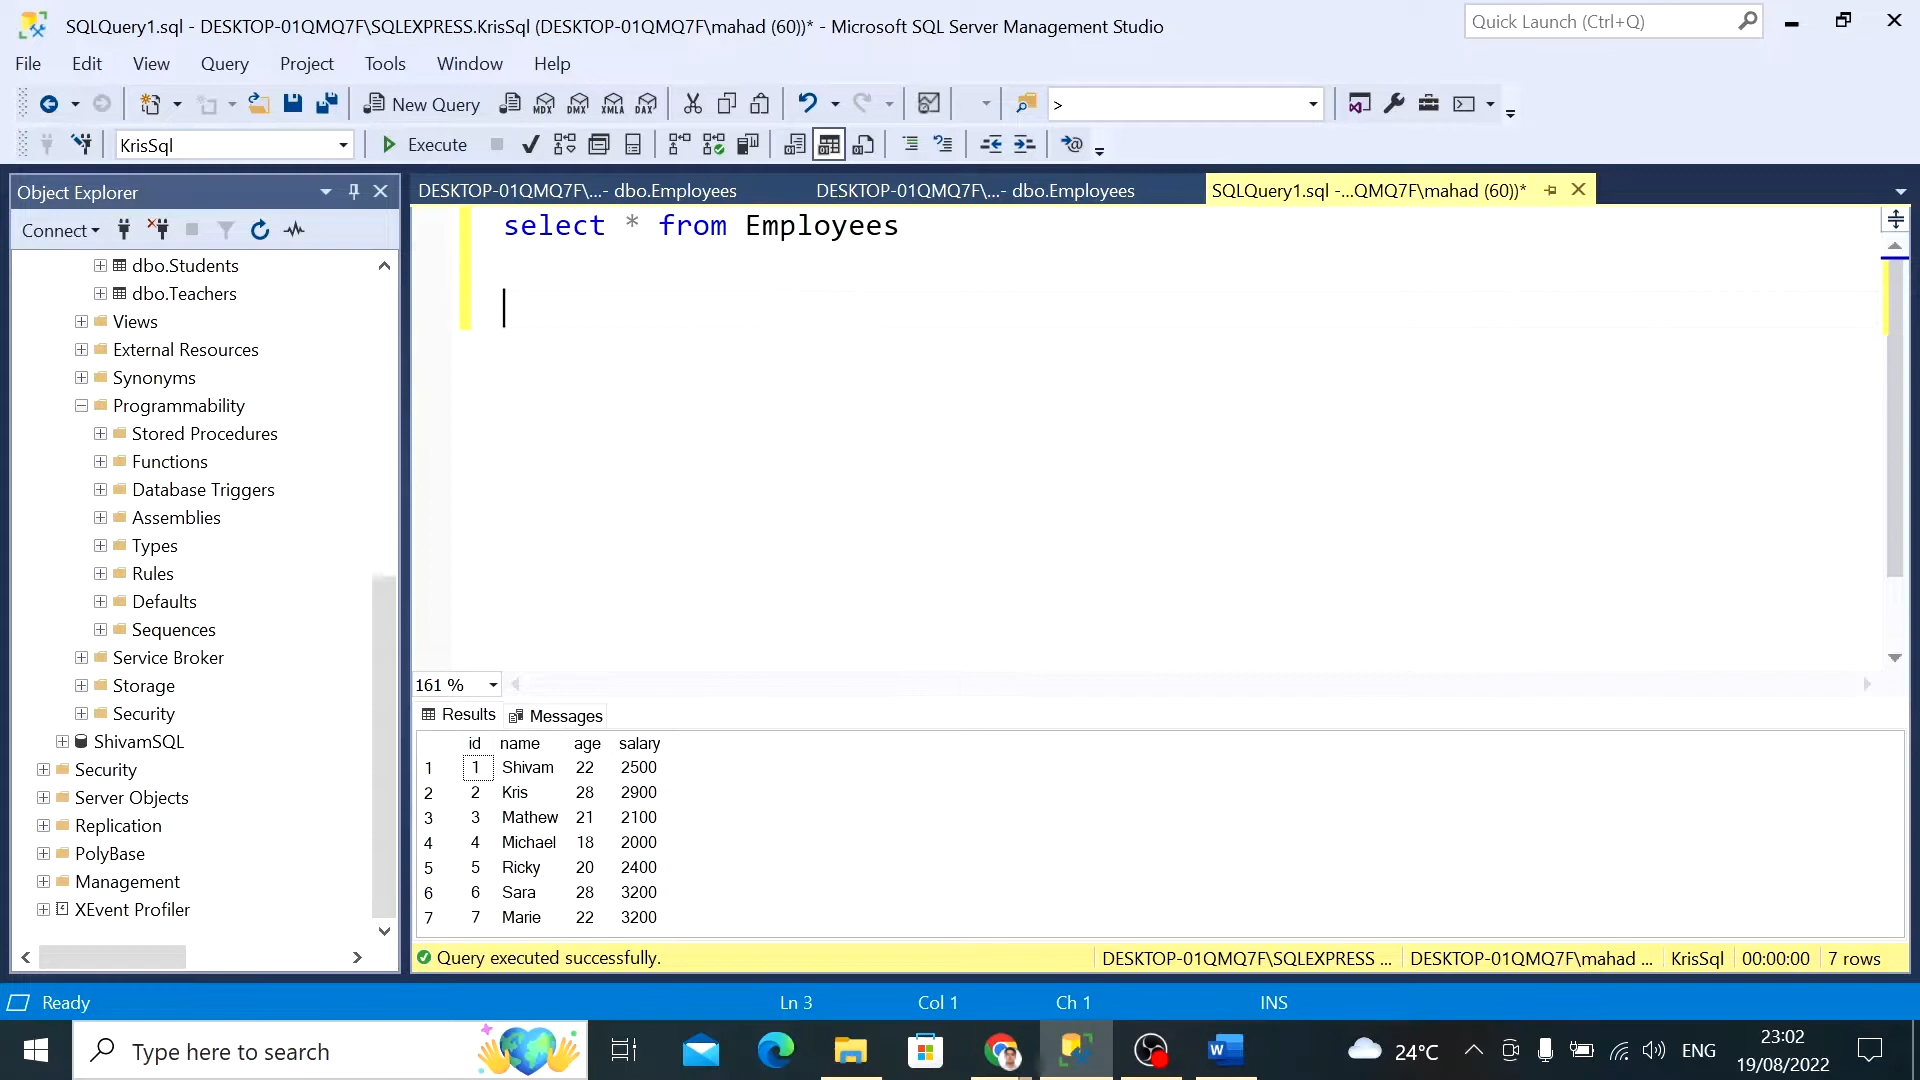 SQLQuery1.sql - DESKTOP-01QMQ7F\SQLEXPRESS.KrisSql (DESKTOP-01QMQ7F\mahad (60))* - Microsoft SQL Server Management Studio
Quick Launch (Ctrl+Q)
File Edit View Query Project Tools Window Help
New Query MDX DMX XMLA DAX >
KrisSql Execute
Object Explorer
DESKTOP-01QMQ7F\...- dbo.Employees DESKTOP-01QMQ7F\...- dbo.Employees SQLQuery1.sql -...QMQ7F\mahad (60))*
Connect
dbo.Students
dbo.Teachers
Views
External Resources
Synonyms
Programmability
Stored Procedures
Functions
Database Triggers
Assemblies
Types
Rules
Defaults
Sequences
Service Broker
Storage
Security
ShivamSQL
Security
Server Objects
Replication
PolyBase
Management
XEvent Profiler
select * from Employees
161 %
Results Messages
id name age salary
1 1 Shivam 22 2500
2 2 Kris 28 2900
3 3 Mathew 21 2100
4 4 Michael 18 2000
5 5 Ricky 20 2400
6 6 Sara 28 3200
7 7 Marie 22 3200
Query executed successfully. DESKTOP-01QMQ7F\SQLEXPRESS ... DESKTOP-01QMQ7F\mahad ... KrisSql 00:00:00 7 rows
Ready Ln 3 Col 1 Ch 1 INS
Type here to search
24°C ENG 23:02
19/08/2022